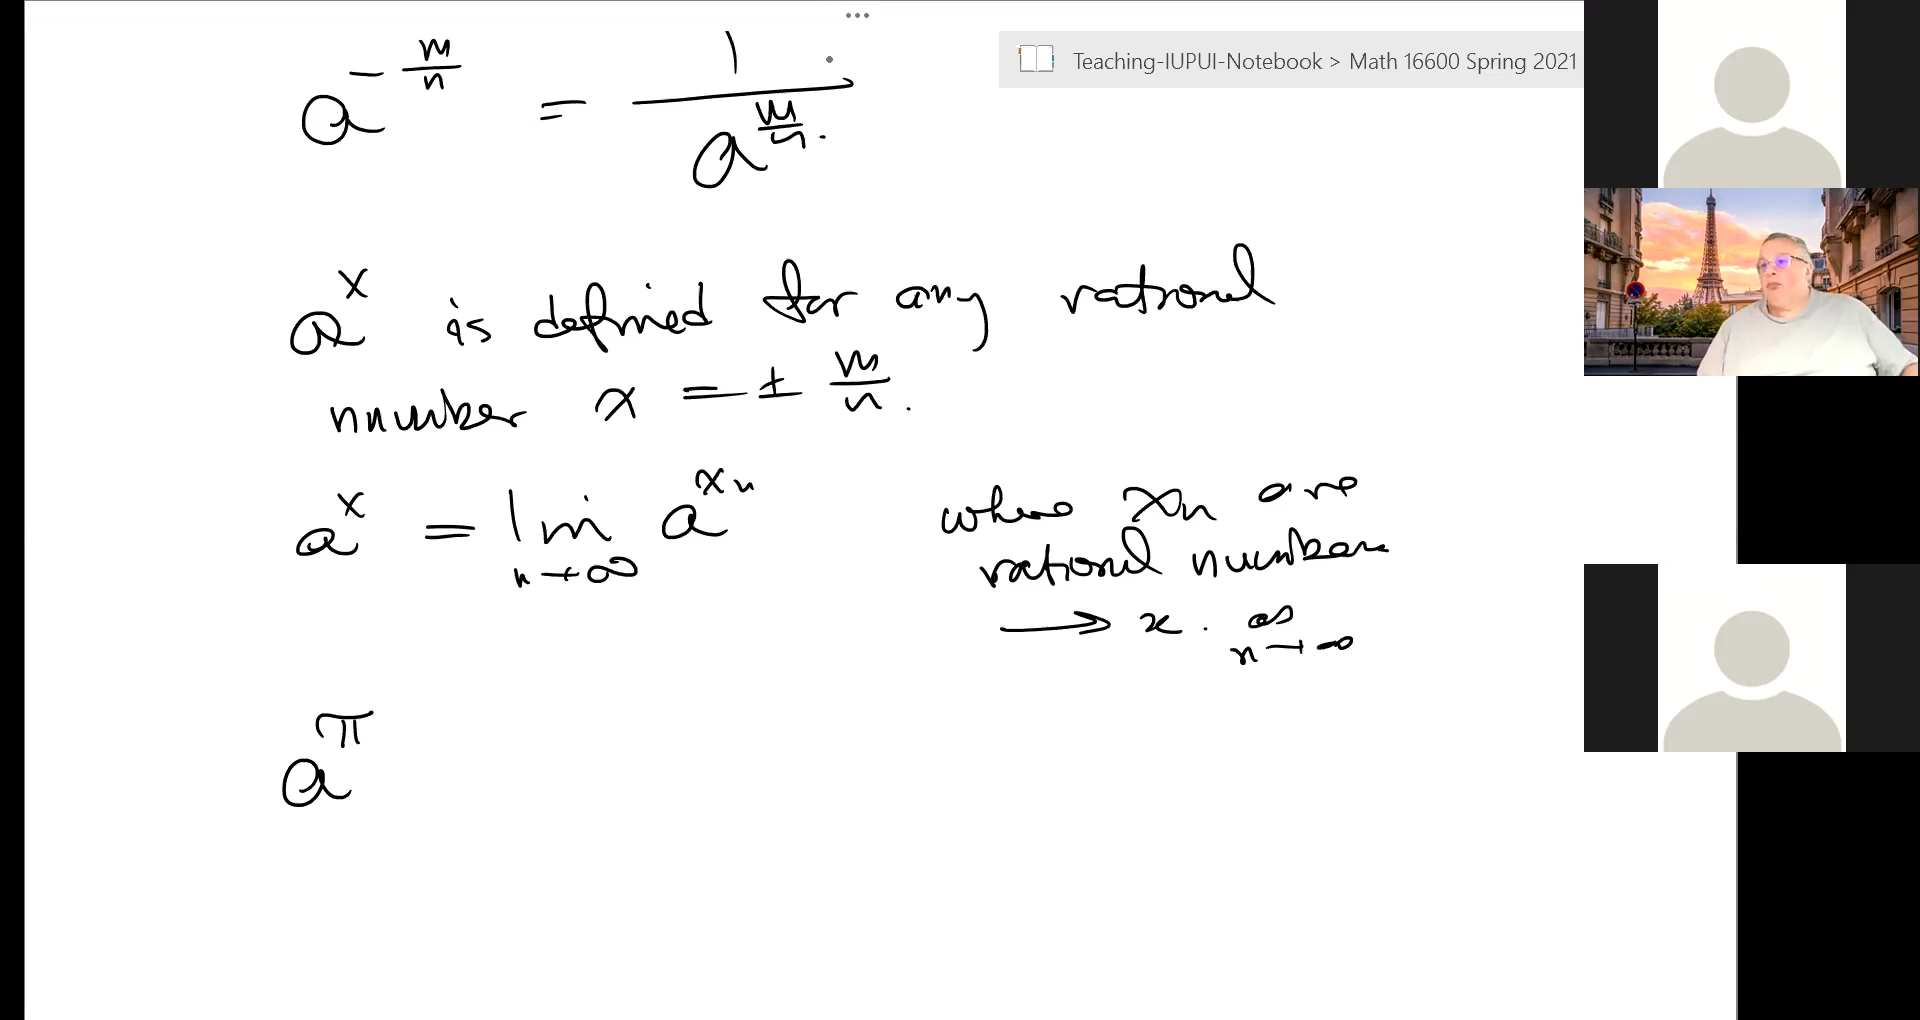 Teaching-IUPUI-Notebook > Math 16600 Spring 2021
a^{-m/n} = 1 / a^{m/n}.
a^x is defined for any rational
number x = ± m/n.
a^x = lim_{n→∞} a^{x_n} where x_n are
rational numbers
→ x. as
n→∞
a^π